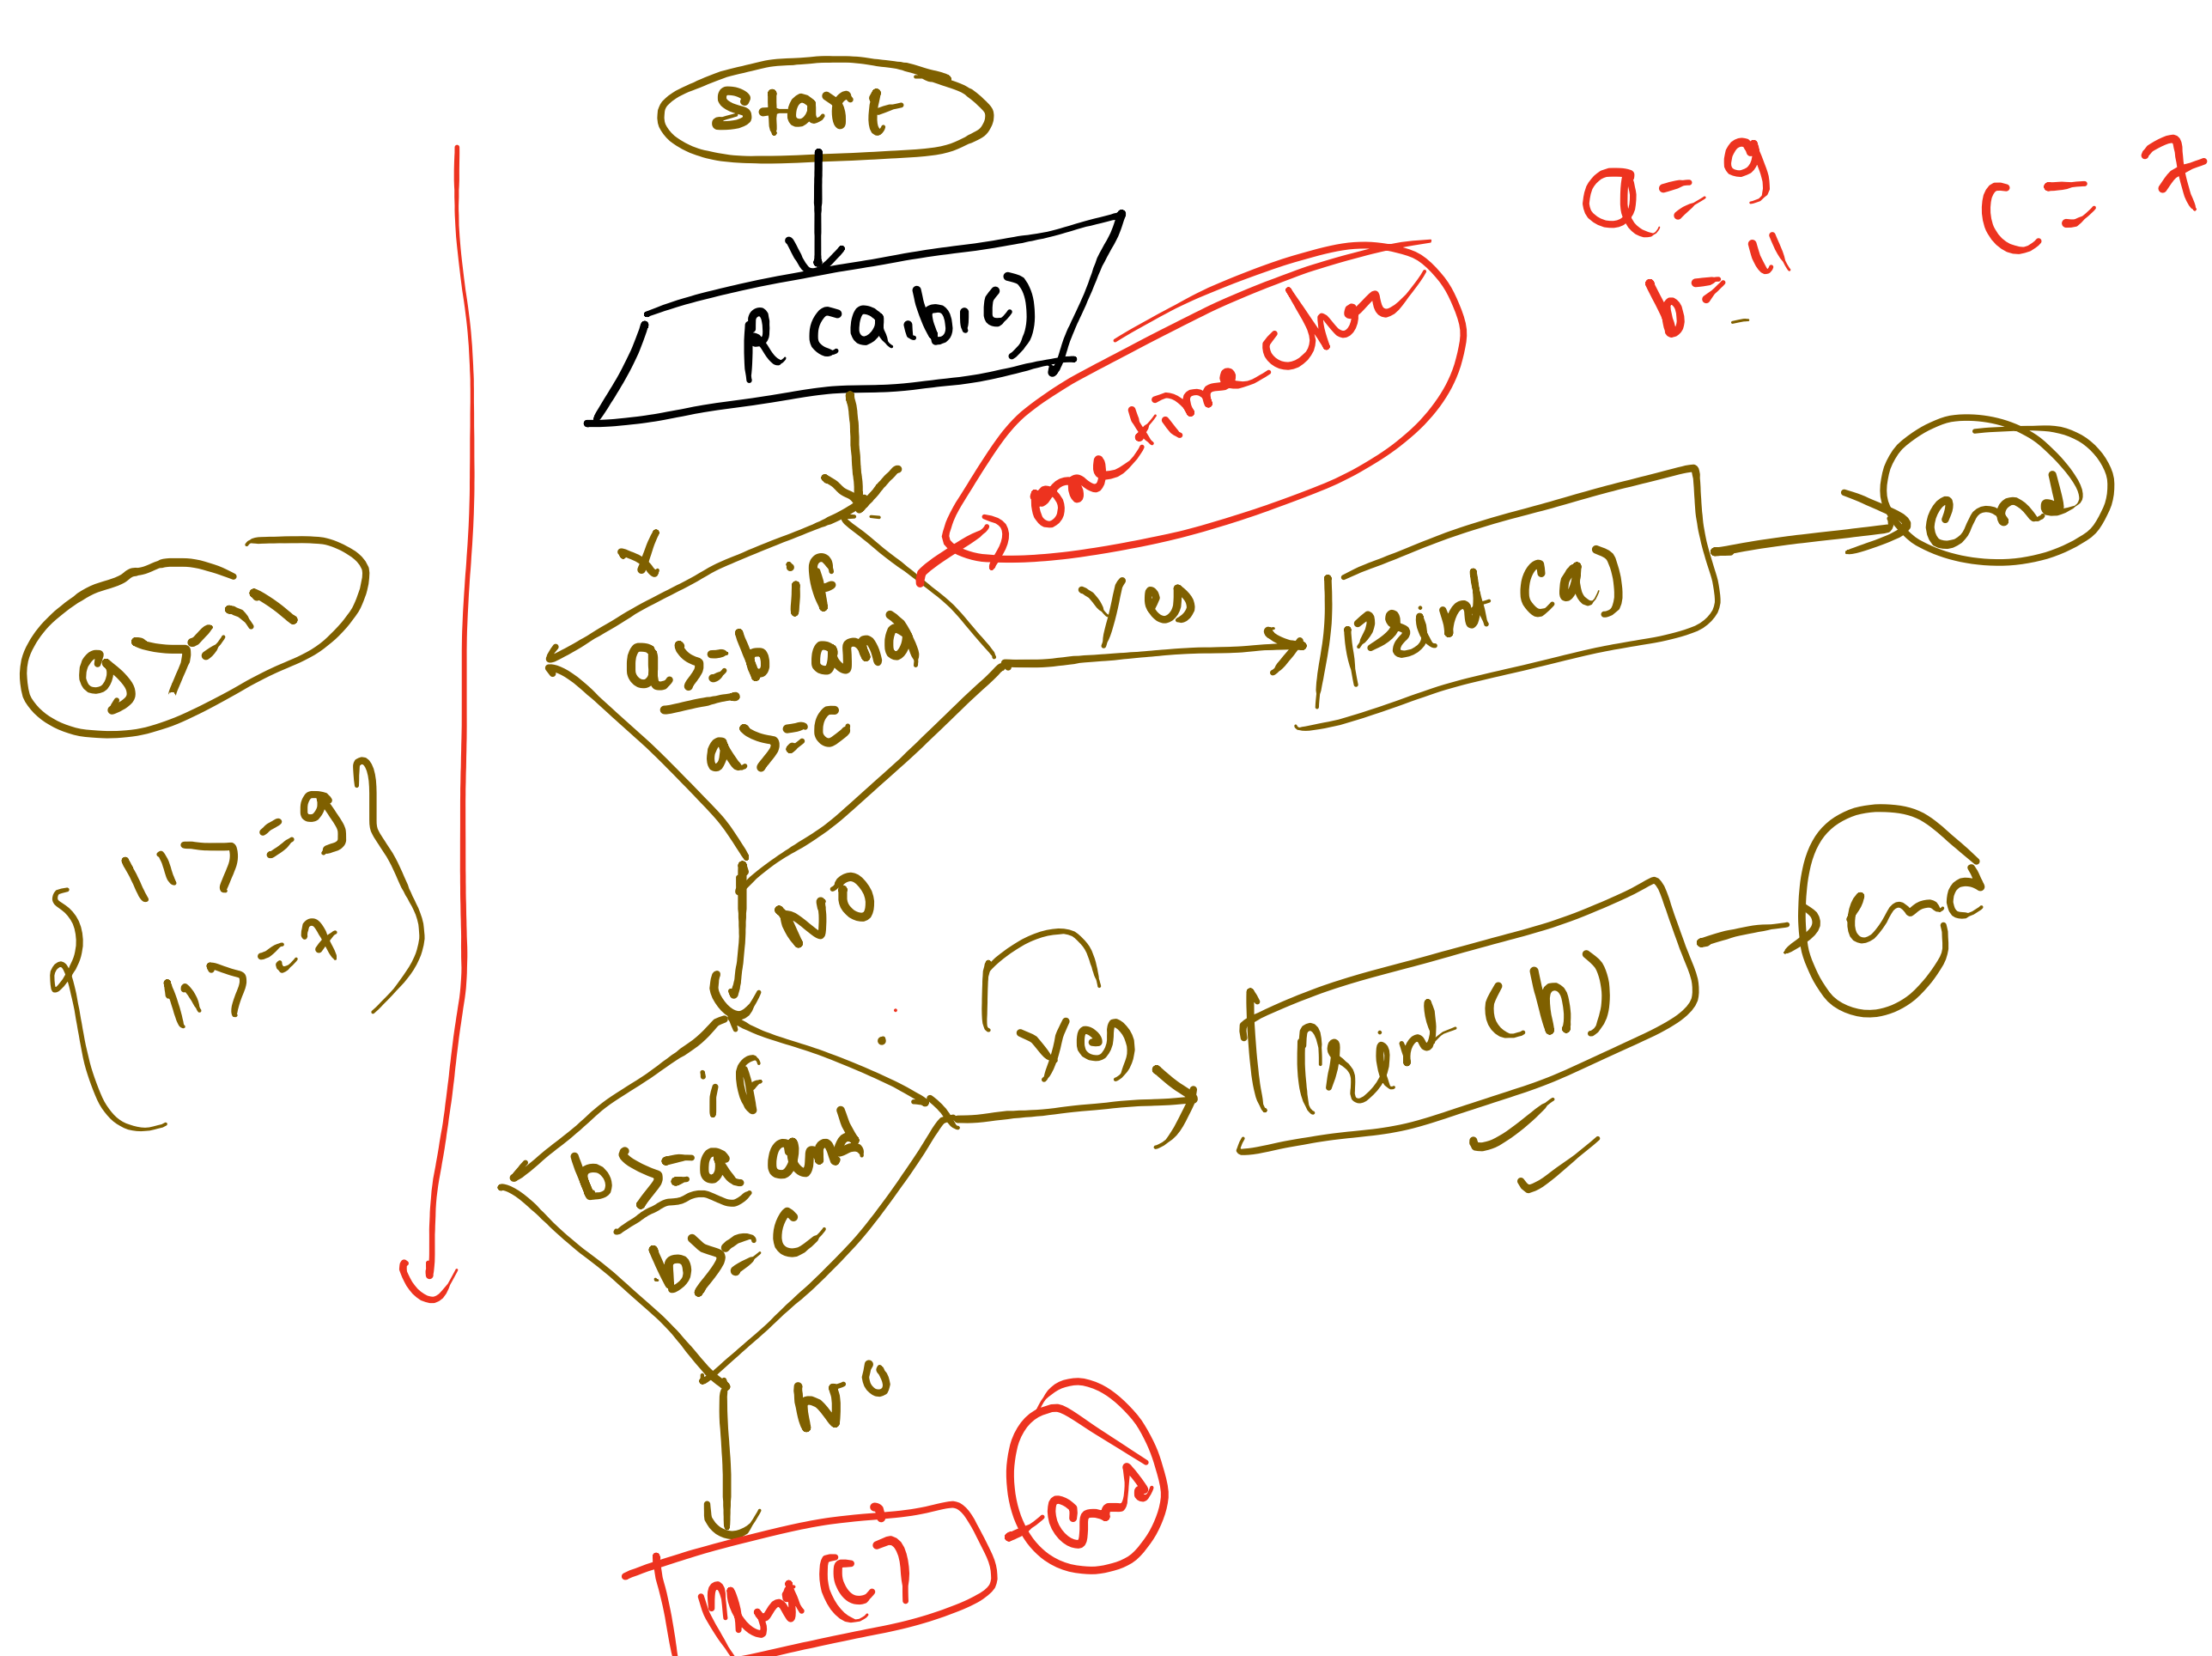 start
R (a,b,c)
a = 9
b = 11
c = 7
one time check
if
a >= b and
a >= c
Yes
print (a)
end
9 >= 11
No
11 >= 9
11 >= 7
if
b >= a and
b >= c
Yes
Print (b)
End
No
Print (c)
End